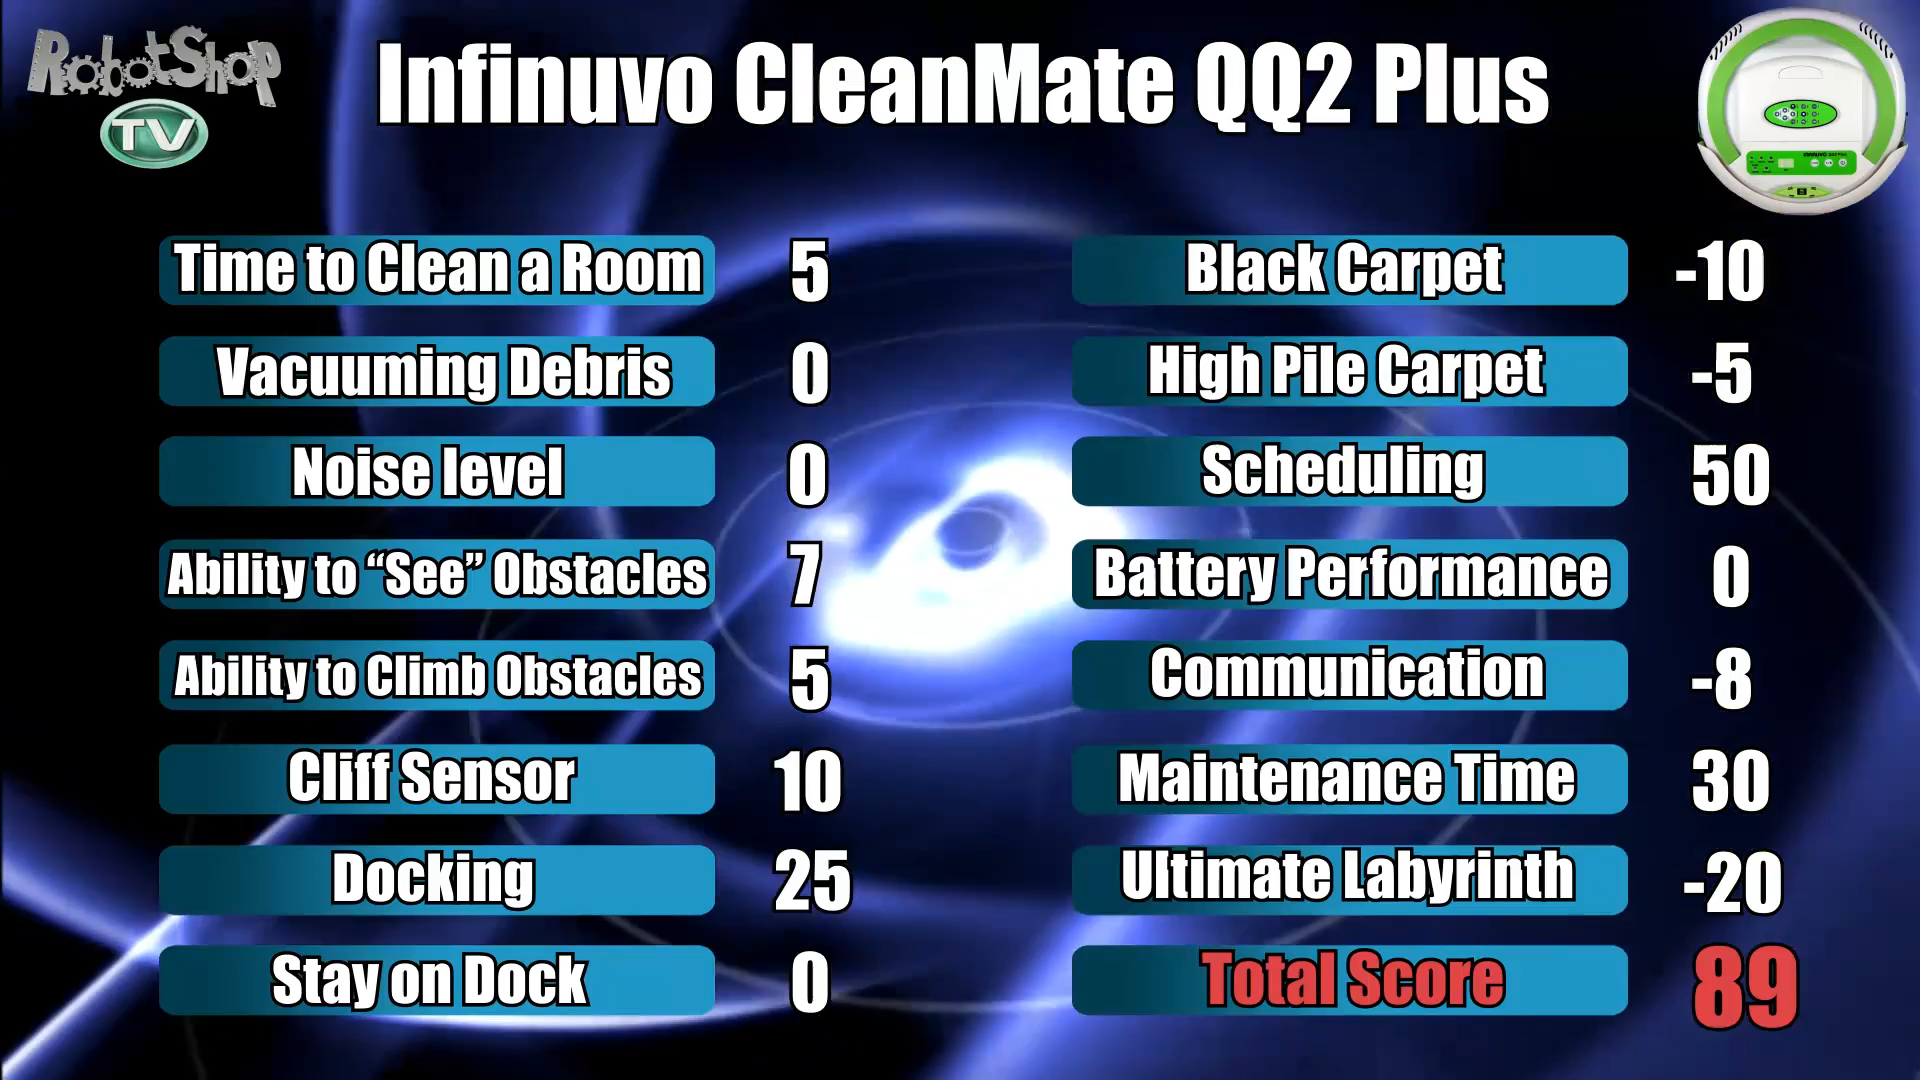 RobotShop
TV
Infinuvo CleanMate QQ2 Plus
Time to Clean a Room 5
Vacuuming Debris 0
Noise level 0
Ability to “See” Obstacles 7
Ability to Climb Obstacles 5
Cliff Sensor 10
Docking 25
Stay on Dock 0
Black Carpet -10
High Pile Carpet -5
Scheduling 50
Battery Performance 0
Communication -8
Maintenance Time 30
Ultimate Labyrinth -20
Total Score 89